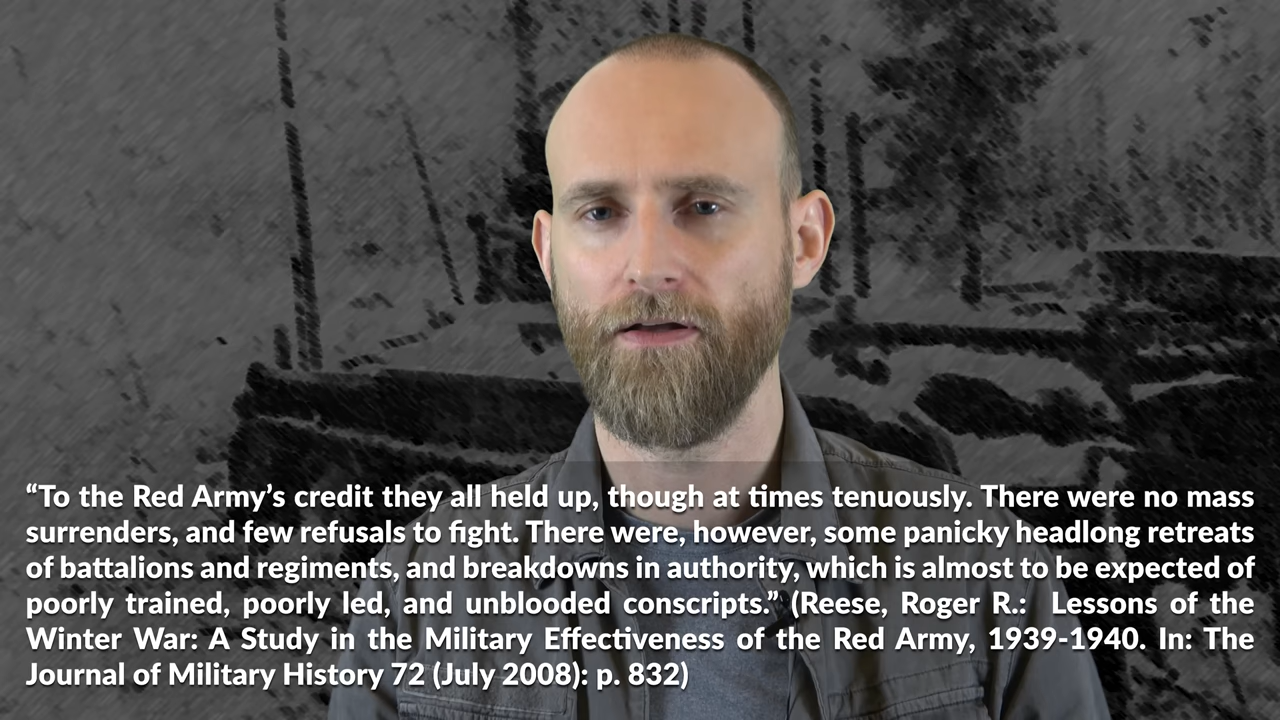 “To the Red Army’s credit they all held up, though at times tenuously. There were no mass
surrenders, and few refusals to fight. There were, however, some panicky headlong retreats
of battalions and regiments, and breakdowns in authority, which is almost to be expected of
poorly trained, poorly led, and unblooded conscripts.” (Reese, Roger R.: Lessons of the
Winter War: A Study in the Military Effectiveness of the Red Army, 1939-1940. In: The
Journal of Military History 72 (July 2008): p. 832)